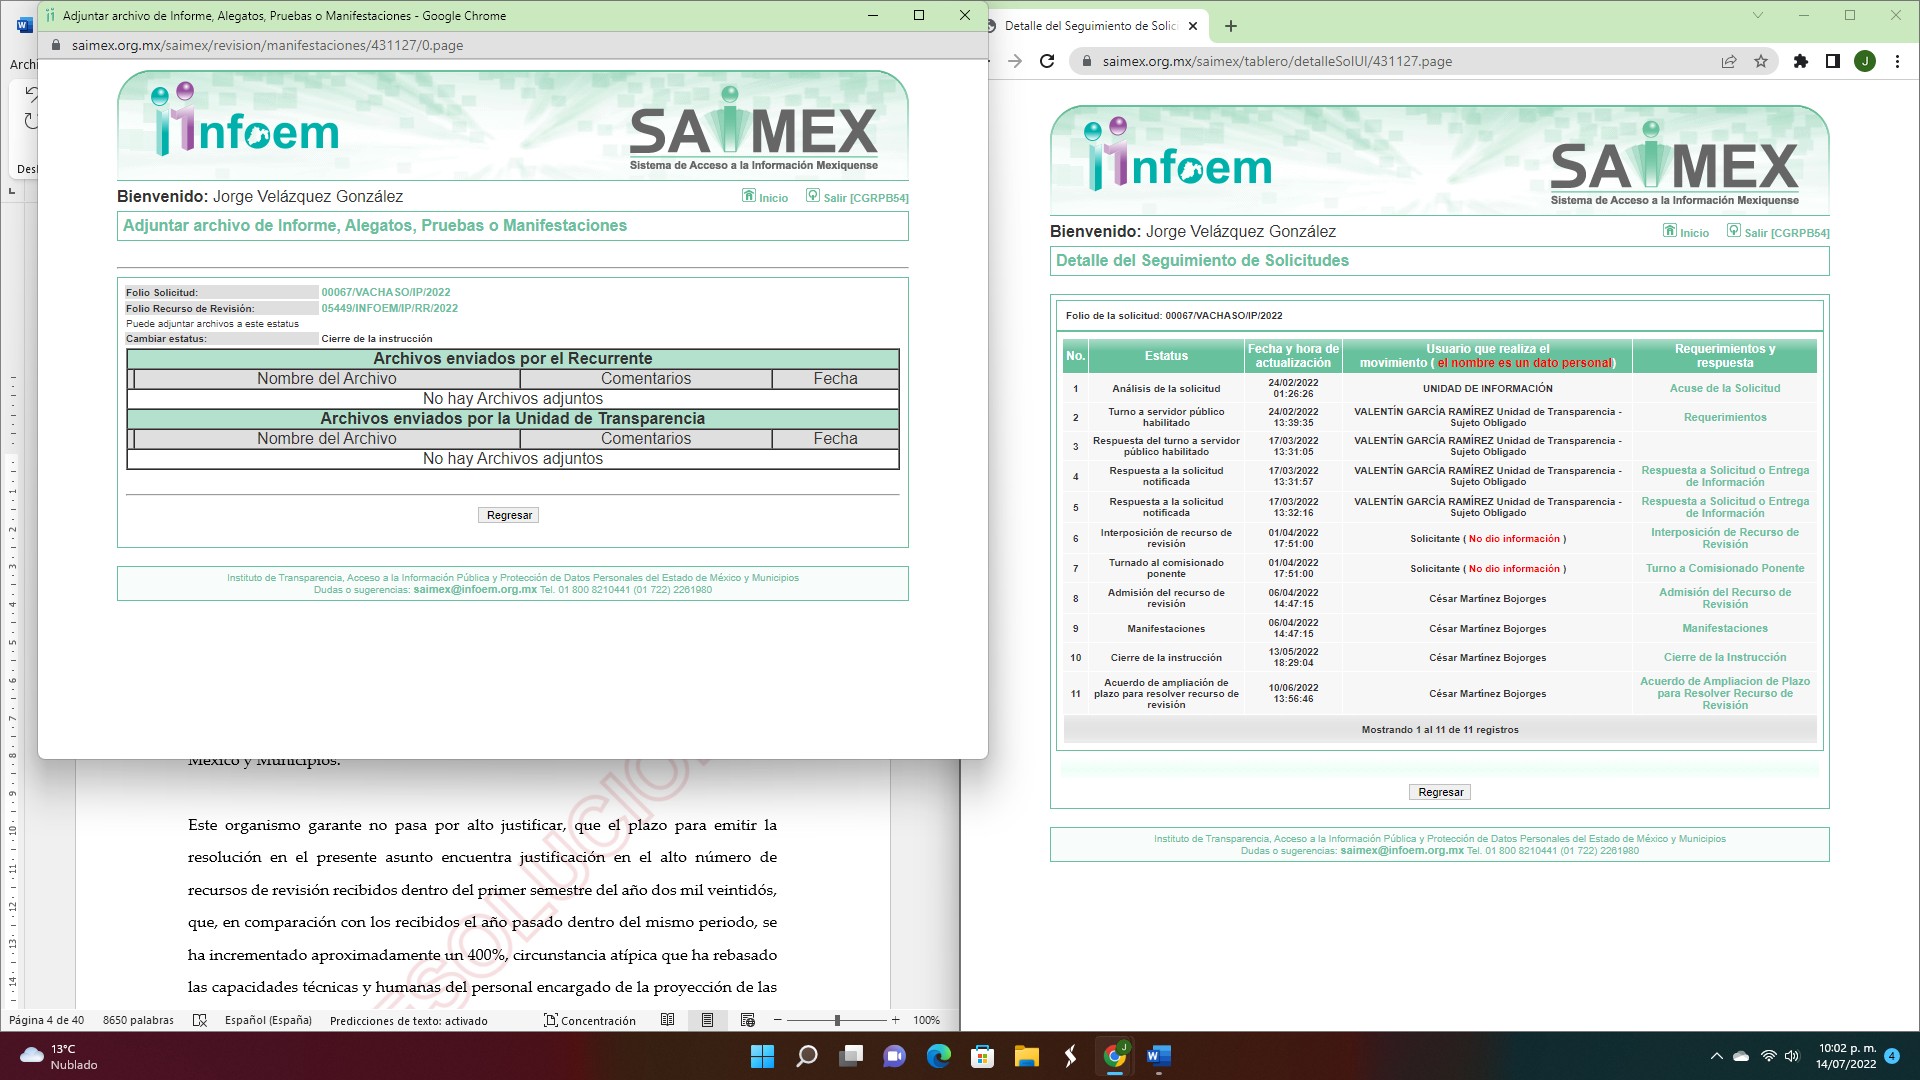 Adjuntar archivo de Informe, Alegatos, Pruebas o Manifestaciones - Google Chrome
saimex.org.mx/saimex/revision/manifestaciones/431127/0.page
Archi
infoem
SAIMEX
Sistema de Acceso a la Información Mexiquense
Bienvenido: Jorge Velázquez González
Inicio
Salir [CGRPB54]
Adjuntar archivo de Informe, Alegatos, Pruebas o Manifestaciones
Folio Solicitud: 00067/VACHASO/IP/2022
Folio Recurso de Revisión: 05449/INFOEM/IP/RR/2022
Puede adjuntar archivos a este estatus
Cambiar estatus: Cierre de la instrucción
Archivos enviados por el Recurrente
Nombre del Archivo Comentarios Fecha
No hay Archivos adjuntos
Archivos enviados por la Unidad de Transparencia
Nombre del Archivo Comentarios Fecha
No hay Archivos adjuntos
Regresar
Instituto de Transparencia, Acceso a la Información Pública y Protección de Datos Personales del Estado de México y Municipios
Dudas o sugerencias: saimex@infoem.org.mx Tel. 01 800 8210441 (01 722) 2261980
Desl
México y Municipios.
Este organismo garante no pasa por alto justificar, que el plazo para emitir la
resolución en el presente asunto encuentra justificación en el alto número de
recursos de revisión recibidos dentro del primer semestre del año dos mil veintidós,
que, en comparación con los recibidos el año pasado dentro del mismo periodo, se
ha incrementado aproximadamente un 400%, circunstancia atípica que ha rebasado
las capacidades técnicas y humanas del personal encargado de la proyección de las
ESOLUCIO
Página 4 de 40 8650 palabras Español (España) Predicciones de texto: activado Concentración 100%
Detalle del Seguimiento de Solic
saimex.org.mx/saimex/tablero/detalleSolUI/431127.page
J
infoem
SAIMEX
Sistema de Acceso a la Información Mexiquense
Bienvenido: Jorge Velázquez González
Inicio
Salir [CGRPB54]
Detalle del Seguimiento de Solicitudes
Folio de la solicitud: 00067/VACHASO/IP/2022
No. Estatus Fecha y hora de actualización Usuario que realiza el movimiento ( el nombre es un dato personal) Requerimientos y respuesta
1 Análisis de la solicitud 24/02/2022 01:26:26 UNIDAD DE INFORMACIÓN Acuse de la Solicitud
2 Turno a servidor público habilitado 24/02/2022 13:39:35 VALENTÍN GARCÍA RAMÍREZ Unidad de Transparencia - Sujeto Obligado Requerimientos
3 Respuesta del turno a servidor público habilitado 17/03/2022 13:31:05 VALENTÍN GARCÍA RAMÍREZ Unidad de Transparencia - Sujeto Obligado
4 Respuesta a la solicitud notificada 17/03/2022 13:31:57 VALENTÍN GARCÍA RAMÍREZ Unidad de Transparencia - Sujeto Obligado Respuesta a Solicitud o Entrega de Información
5 Respuesta a la solicitud notificada 17/03/2022 13:32:16 VALENTÍN GARCÍA RAMÍREZ Unidad de Transparencia - Sujeto Obligado Respuesta a Solicitud o Entrega de Información
6 Interposición de recurso de revisión 01/04/2022 17:51:00 Solicitante ( No dio información ) Interposición de Recurso de Revisión
7 Turnado al comisionado ponente 01/04/2022 17:51:00 Solicitante ( No dio información ) Turno a Comisionado Ponente
8 Admisión del recurso de revisión 06/04/2022 14:47:15 César Martinez Bojorges Admisión del Recurso de Revisión
9 Manifestaciones 06/04/2022 14:47:15 César Martinez Bojorges Manifestaciones
10 Cierre de la instrucción 13/05/2022 18:29:04 César Martinez Bojorges Cierre de la Instrucción
11 Acuerdo de ampliación de plazo para resolver recurso de revisión 10/06/2022 13:56:46 César Martinez Bojorges Acuerdo de Ampliacion de Plazo para Resolver Recurso de Revisión
Mostrando 1 al 11 de 11 registros
Regresar
Instituto de Transparencia, Acceso a la Información Pública y Protección de Datos Personales del Estado de México y Municipios
Dudas o sugerencias: saimex@infoem.org.mx Tel. 01 800 8210441 (01 722) 2261980
13°C
Nublado
10:02 p. m.
14/07/2022
4